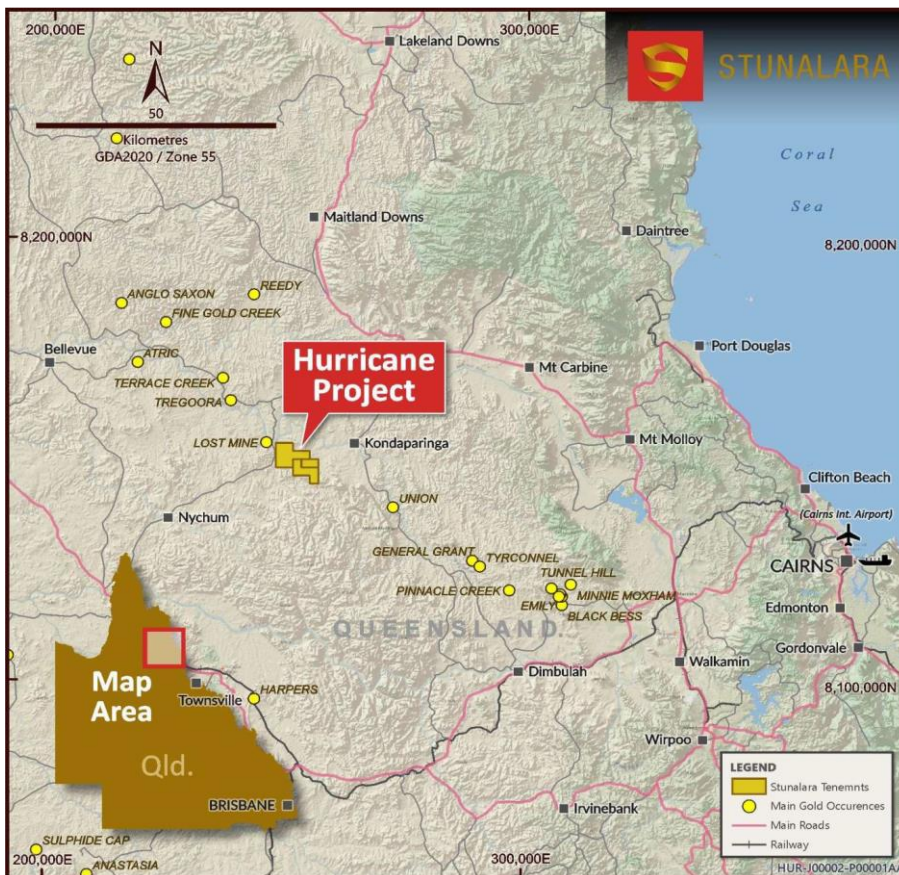 200,000E
300,000E
N
50
Kilometres
GDA2020 / Zone 55
Lakeland Downs
STUNALARA
Coral
Sea
Maitland Downs
Daintree
8,200,000N
8,200,000N
REEDY
ANGLO SAXON
FINE GOLD CREEK
Bellevue
ATRIC
Port Douglas
Hurricane
Project
Mt Carbine
TERRACE CREEK
TREGOORA
LOST MINE
Kondaparinga
Mt Molloy
Clifton Beach
UNION
(Cairns Int. Airport)
Nychum
GENERAL GRANT
TYRCONNEL
CAIRNS
TUNNEL HILL
PINNACLE CREEK
MINNIE MOXHAM
EMILY
BLACK BESS
Edmonton
QUEENSLAND
Gordonvale
Walkamin
Dimbulah
Map
Area
Townsville
HARPERS
8,100,000N
Wirpoo
Qld.
LEGEND
Stunalara Tenemnts
Main Gold Occurences
Main Roads
Railway
BRISBANE
Irvinebank
SULPHIDE CAP
200,000E
ANASTASIA
300,000E
HUR-J00002-P00001A